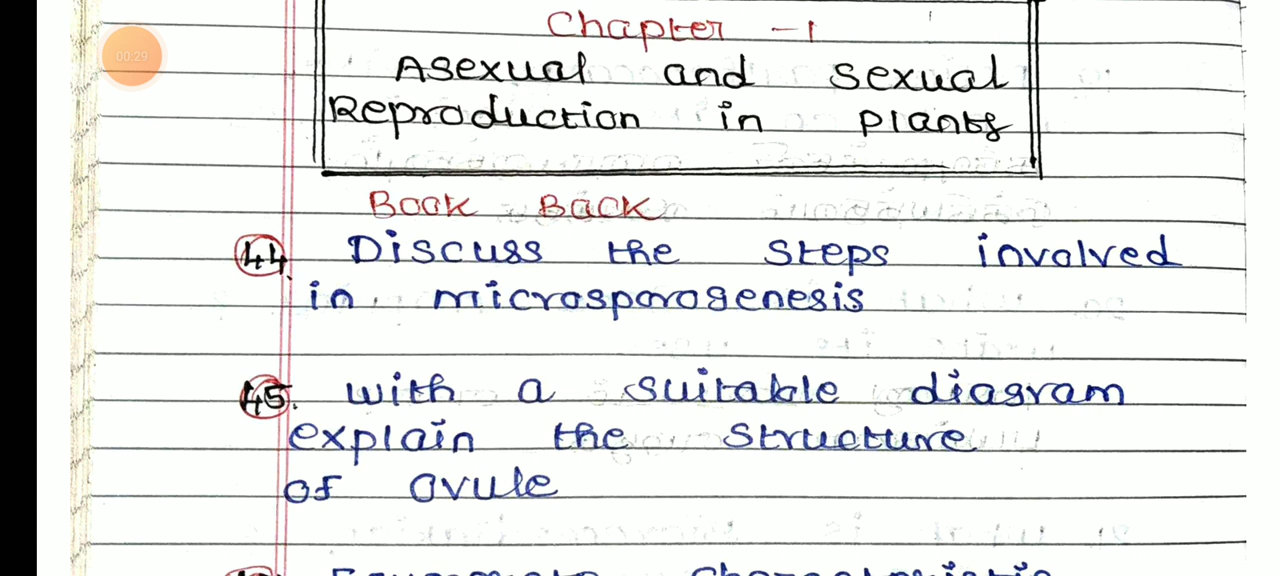 00:29
Chapter - 1
Asexual and sexual
Reproduction in plants
Book Back
44. Discuss the steps involved
in microsporogenesis
45. with a suitable diagram
explain the structure
of ovule